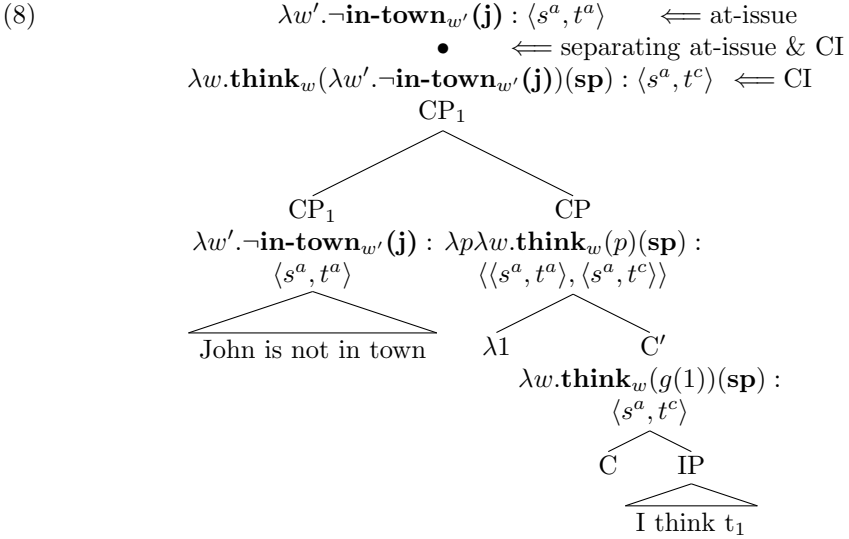 (8) λw′.¬in-town_w′(j) : ⟨s^a, t^a⟩ ⟸ at-issue
• ⟸ separating at-issue & CI
λw.think_w(λw′.¬in-town_w′(j))(sp) : ⟨s^a, t^c⟩ ⟸ CI
CP₁
CP₁ CP
λw′.¬in-town_w′(j) : λpλw.think_w(p)(sp) :
⟨s^a, t^a⟩ ⟨⟨s^a, t^a⟩, ⟨s^a, t^c⟩⟩
John is not in town λ1 C′
λw.think_w(g(1))(sp) :
⟨s^a, t^c⟩
C IP
I think t₁